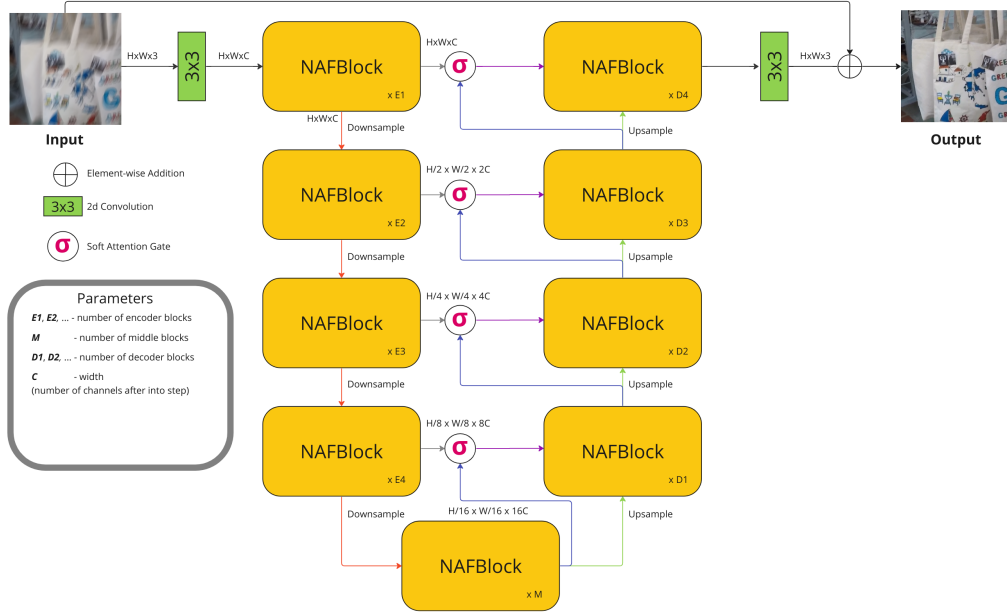 HxWxC
HxWx3
3x3
HxWxC
NAFBlock
x E1
σ
NAFBlock
x D4
3x3
HxWx3
Input
HxWxC
Downsample
Upsample
Output
Element-wise Addition
3x3
2d Convolution
σ
Soft Attention Gate
NAFBlock
x E2
H/2 x W/2 x 2C
σ
NAFBlock
x D3
Downsample
Upsample
Parameters
E1, E2, ... - number of encoder blocks
M - number of middle blocks
D1, D2, ... - number of decoder blocks
C - width
(number of channels after into step)
NAFBlock
x E3
H/4 x W/4 x 4C
σ
NAFBlock
x D2
Downsample
Upsample
NAFBlock
x E4
H/8 x W/8 x 8C
σ
NAFBlock
x D1
Downsample
H/16 x W/16 x 16C
Upsample
NAFBlock
x M